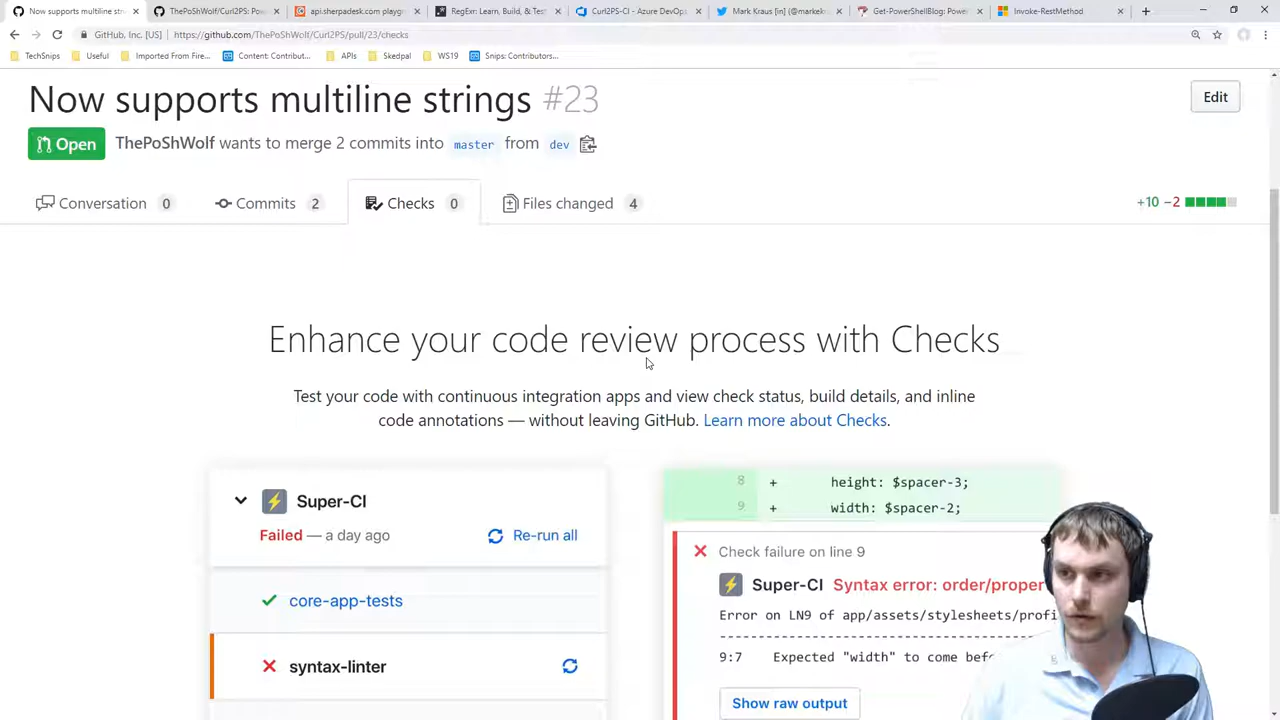 Now supports multiline stri
ThePoShWolf/Curl2PS: Pow
api.sherpadesk.com playgr
RegExr: Learn, Build, & Tes
Curl2PS-CI - Azure DevOps
Mark Kraus [in] (@markeko
Get-PowerShellBlog: Power
Invoke-RestMethod
GitHub, Inc. [US]
https://github.com/ThePoShWolf/Curl2PS/pull/23/checks
TechSnips
Useful
Imported From Fire...
Content: Contribut...
APIs
Skedpal
WS19
Snips: Contributors...
Now supports multiline strings #23
Edit
Open
ThePoShWolf wants to merge 2 commits into master from dev
Conversation 0
Commits 2
Checks 0
Files changed 4
+10 −2
Enhance your code review process with Checks
Test your code with continuous integration apps and view check status, build details, and inline
code annotations — without leaving GitHub. Learn more about Checks.
Super-CI
Failed — a day ago
Re-run all
core-app-tests
syntax-linter
8 + height: $spacer-3;
9 + width: $spacer-2;
Check failure on line 9
Super-CI Syntax error: order/proper
Error on LN9 of app/assets/stylesheets/profi
--------------------------------------------
9:7 Expected "width" to come befo
Show raw output